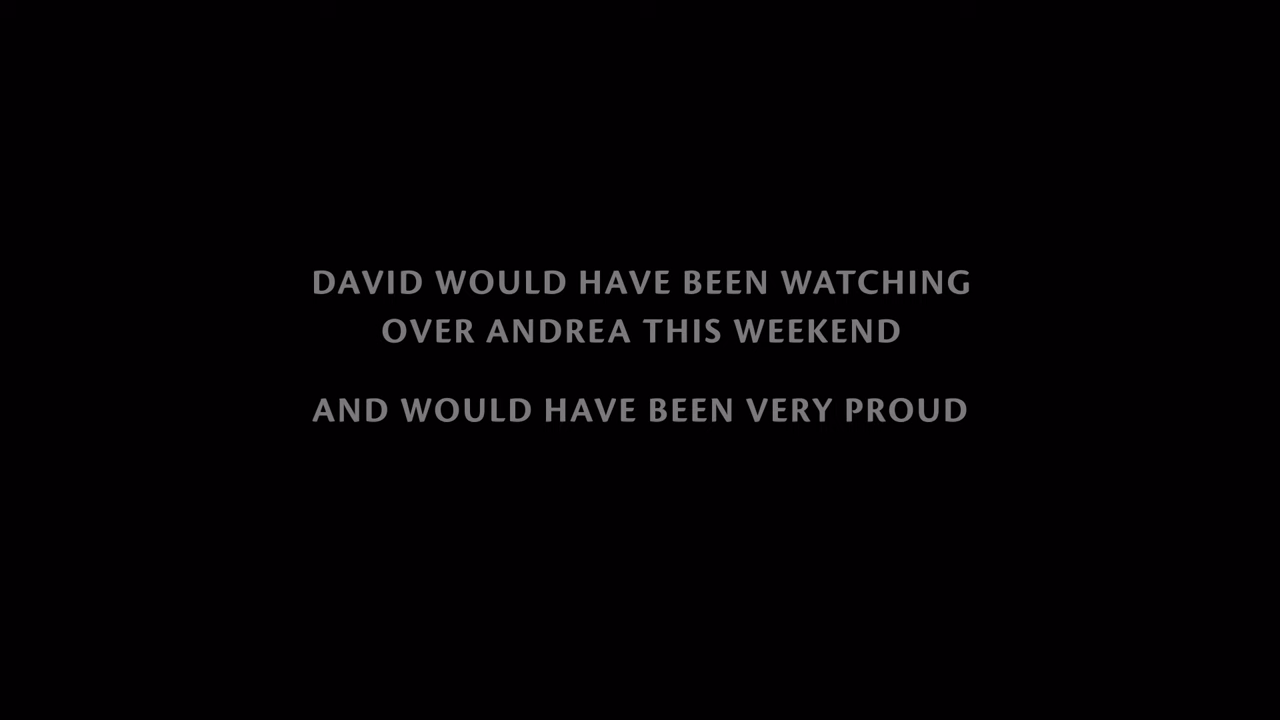 DAVID WOULD HAVE BEEN WATCHING
OVER ANDREA THIS WEEKEND
AND WOULD HAVE BEEN VERY PROUD